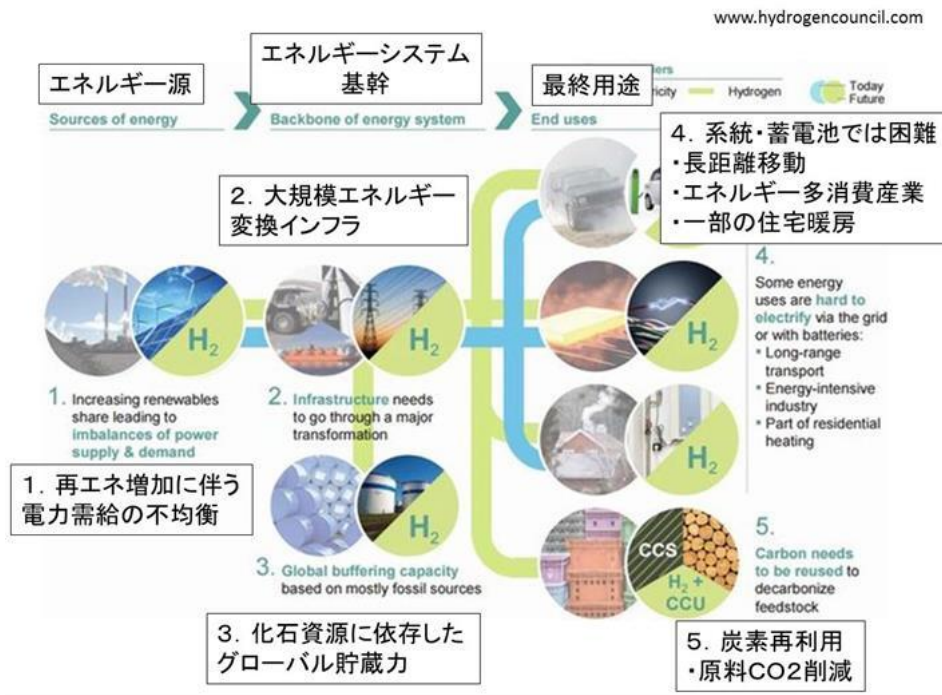 www.hydrogencouncil.com
エネルギー源
エネルギーシステム
基幹
最終用途
Hydrogen
Today
Future
Sources of energy
Backbone of energy system
End uses
4．系統・蓄電池では困難
・長距離移動
・エネルギー多消費産業
・一部の住宅暖房
2．大規模エネルギー
変換インフラ
H2
H2
H2
H2
4.
Some energy
uses are hard to
electrify via the grid
or with batteries:
• Long-range
transport
• Energy-intensive
industry
• Part of residential
heating
1. Increasing renewables
share leading to
imbalances of power
supply & demand
2. Infrastructure needs
to go through a major
transformation
1．再エネ増加に伴う
電力需給の不均衡
H2
3. Global buffering capacity
based on mostly fossil sources
CCS
H2 +
CCU
5.
Carbon needs
to be reused to
decarbonize
feedstock
3．化石資源に依存した
グローバル貯蔵力
5．炭素再利用
・原料CO2削減